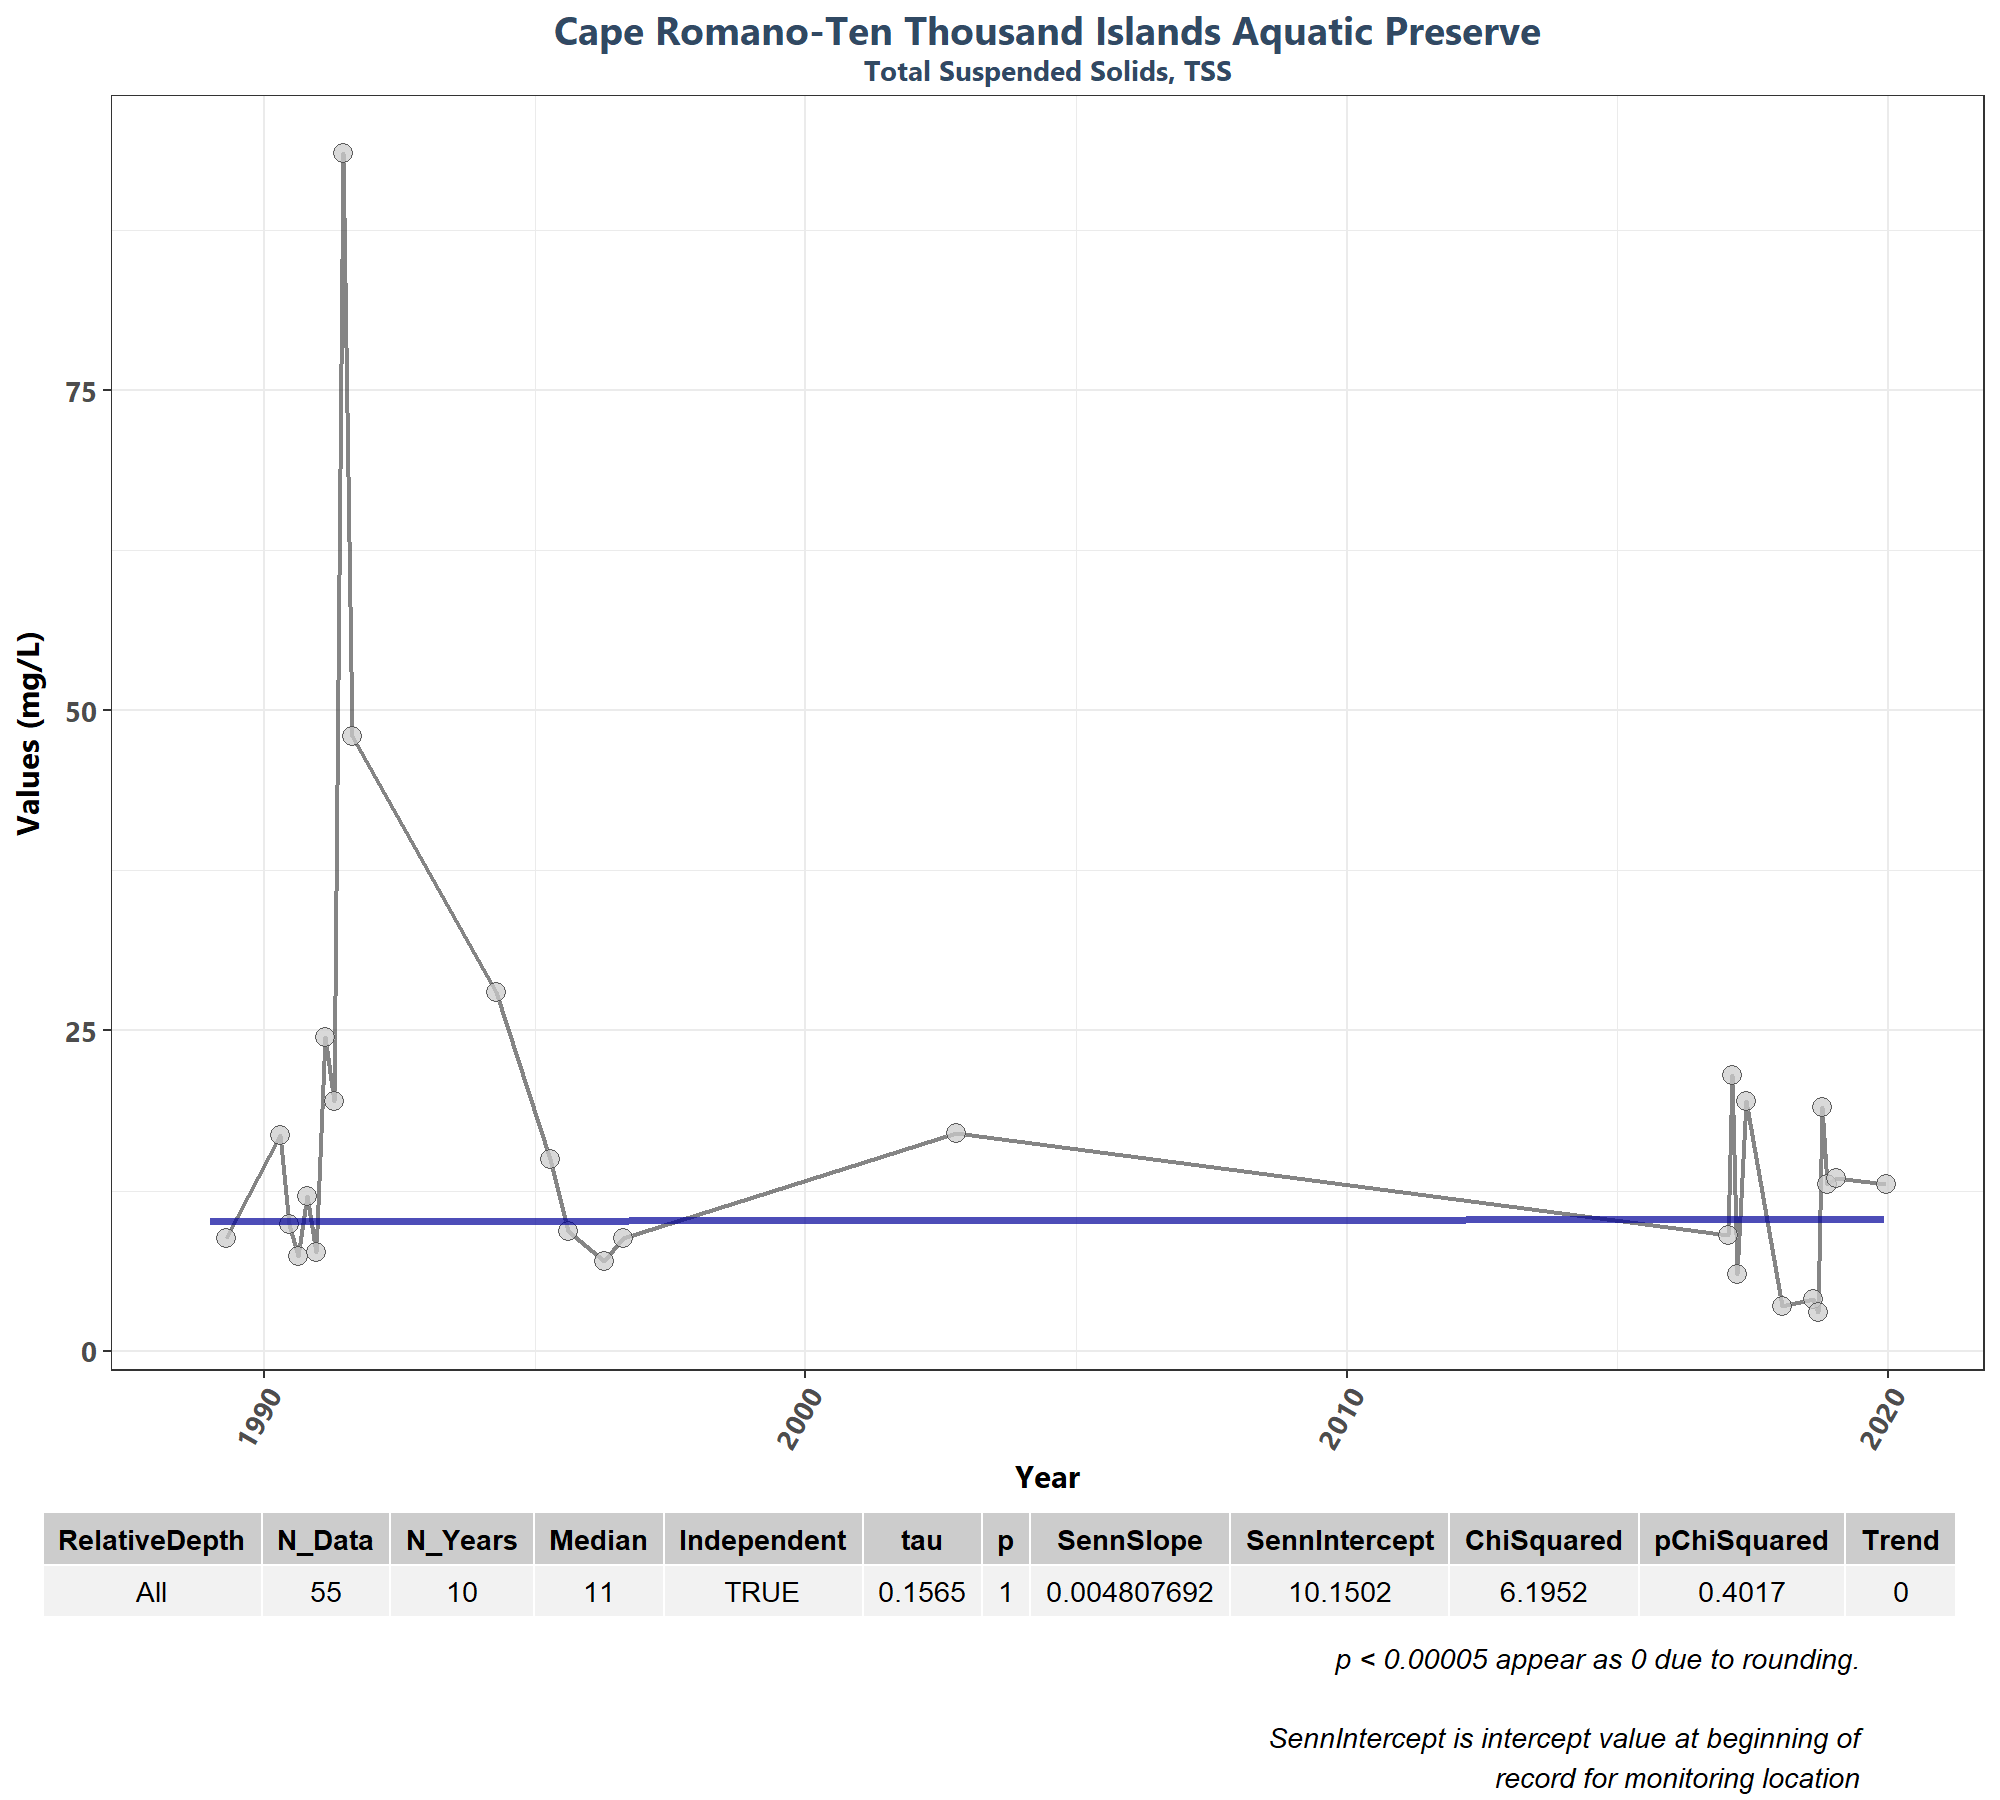 Cape Romano-Ten Thousand Islands Aquatic Preserve
Total Suspended Solids, TSS
Values (mg/L)
75
50
25
0
1990 2000 2010 2020
Year
RelativeDepth N_Data N_Years Median Independent tau p SennSlope SennIntercept ChiSquared pChiSquared Trend
All 55 10 11 TRUE 0.1565 1 0.004807692 10.1502 6.1952 0.4017 0
p < 0.00005 appear as 0 due to rounding.
SennIntercept is intercept value at beginning of
record for monitoring location